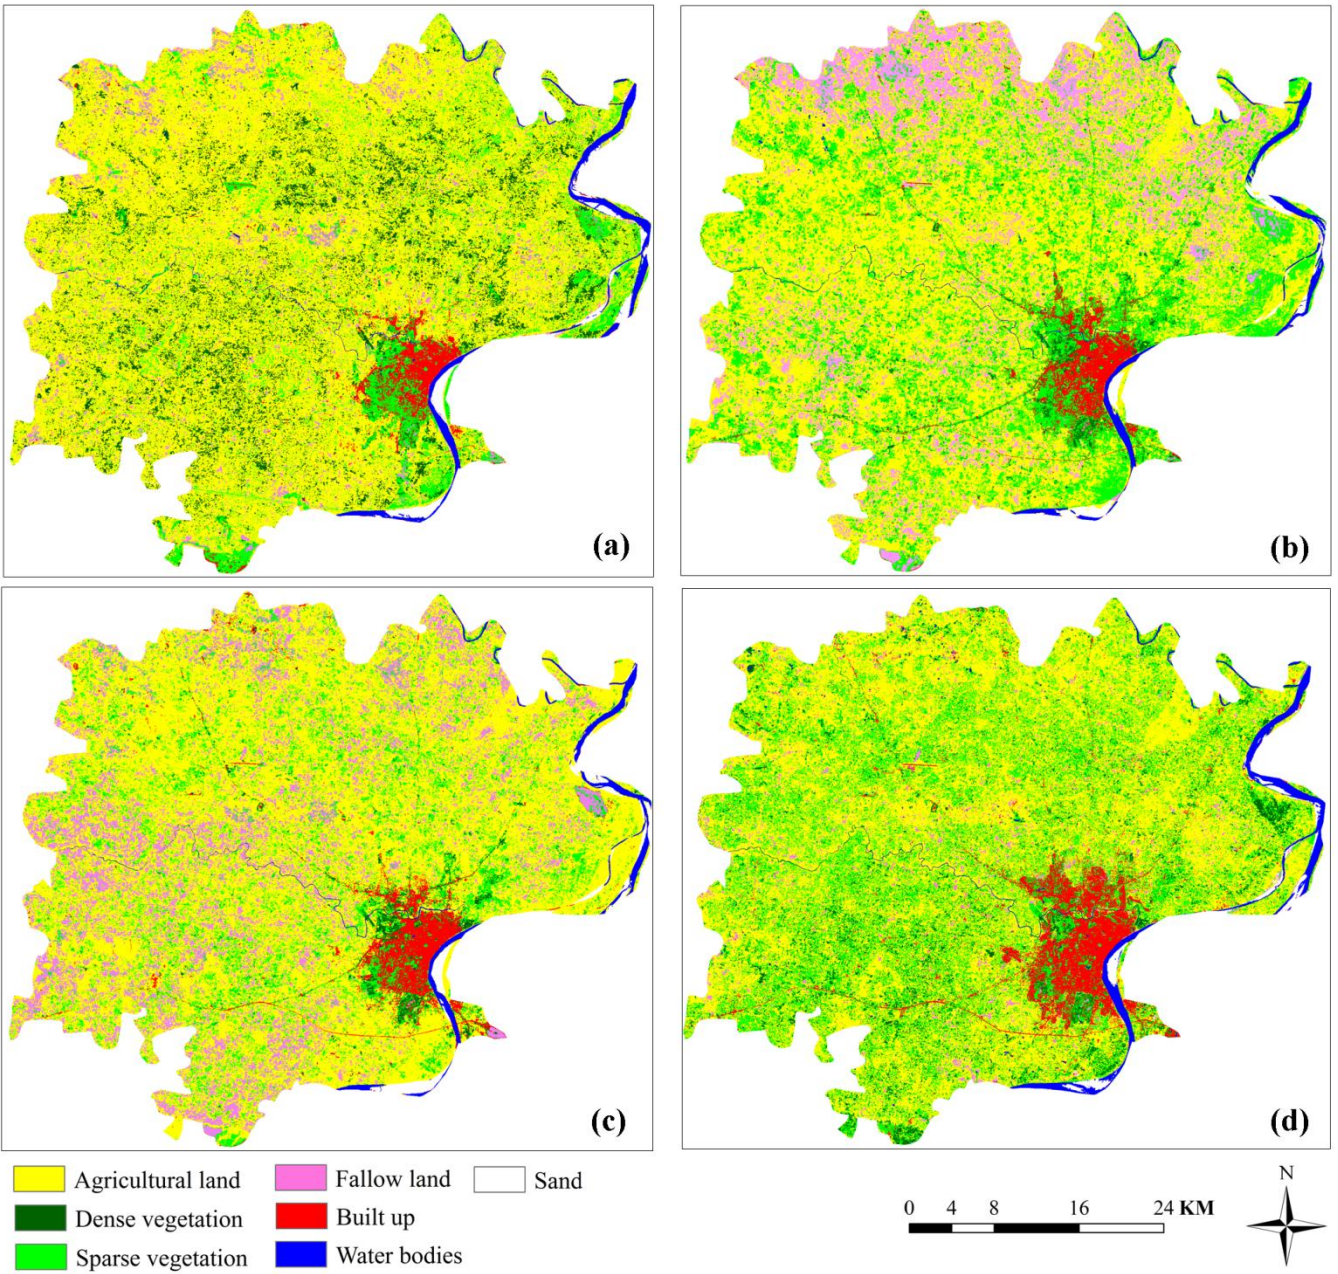 (a)
(b)
(c)
(d)
Agricultural land
Fallow land
Sand
Dense vegetation
Built up
Sparse vegetation
Water bodies
0 4 8 16 24 KM
N